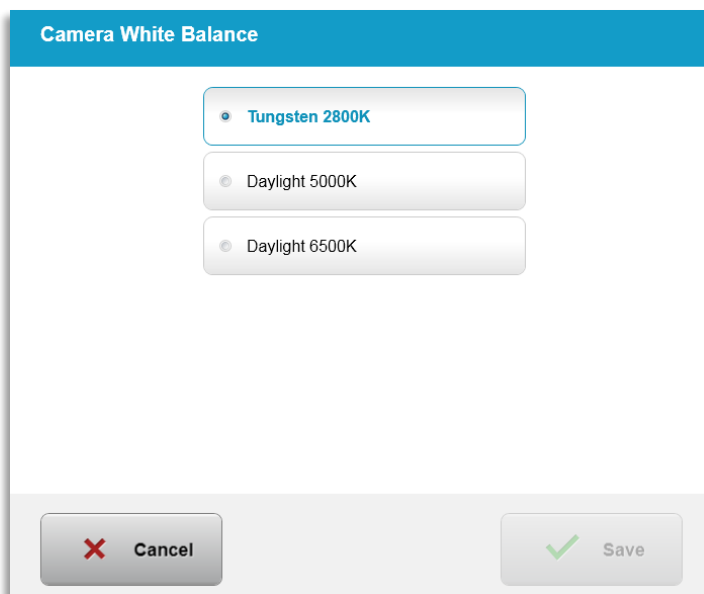 Camera White Balance
Tungsten 2800K
Daylight 5000K
Daylight 6500K
Cancel
Save